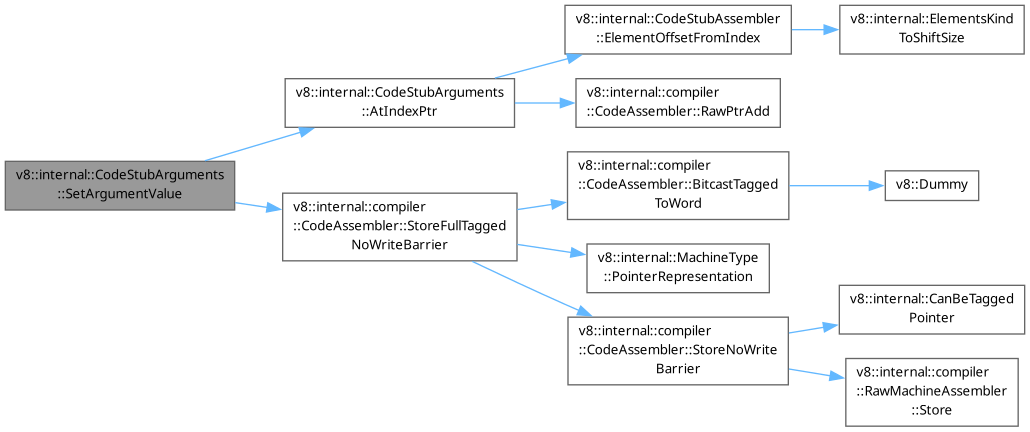 v8::internal::CodeStubArguments
::SetArgumentValue
v8::internal::CodeStubArguments
::AtIndexPtr
v8::internal::CodeStubAssembler
::ElementOffsetFromIndex
v8::internal::ElementsKind
ToShiftSize
v8::internal::compiler
::CodeAssembler::RawPtrAdd
v8::internal::compiler
::CodeAssembler::StoreFullTagged
NoWriteBarrier
v8::internal::compiler
::CodeAssembler::BitcastTagged
ToWord
v8::Dummy
v8::internal::MachineType
::PointerRepresentation
v8::internal::compiler
::CodeAssembler::StoreNoWrite
Barrier
v8::internal::CanBeTagged
Pointer
v8::internal::compiler
::RawMachineAssembler
::Store